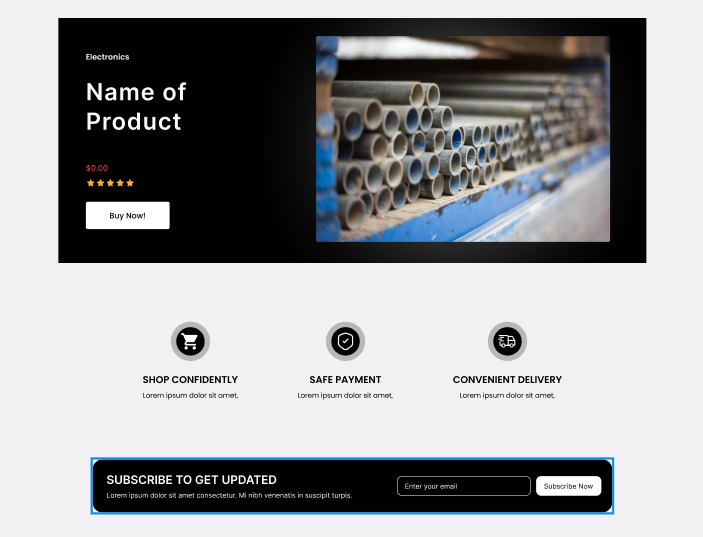 Electronics
Name of
Product
$0.00
Buy Now!
SHOP CONFIDENTLY
Lorem ipsum dolor sit amet,
SAFE PAYMENT
Lorem ipsum dolor sit amet,
CONVENIENT DELIVERY
Lorem ipsum dolor sit amet,
SUBSCRIBE TO GET UPDATED
Lorem ipsum dolor sit amet consectetur. Mi nibh venenatis in suscipit turpis.
Enter your email
Subscribe Now